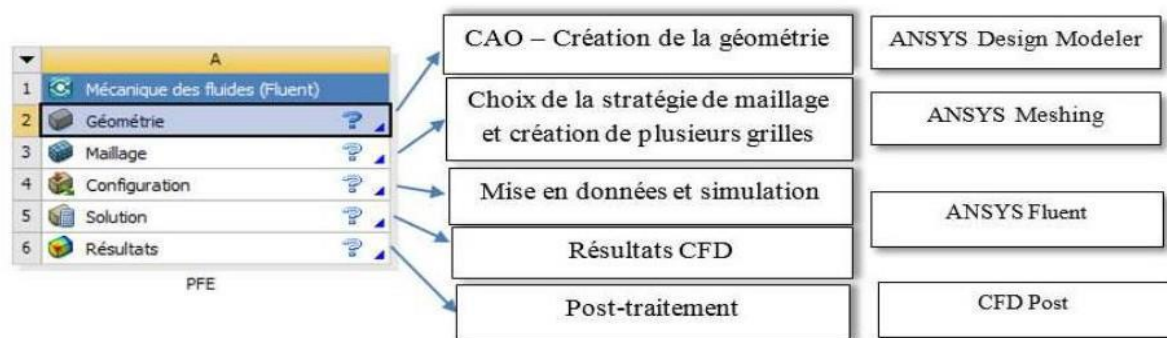 A
1 Mécanique des fluides (Fluent)
2 Géométrie ?
3 Maillage ?
4 Configuration ?
5 Solution ?
6 Résultats ?
PFE
CAO – Création de la géométrie
Choix de la stratégie de maillage
et création de plusieurs grilles
Mise en données et simulation
Résultats CFD
Post-traitement
ANSYS Design Modeler
ANSYS Meshing
ANSYS Fluent
CFD Post